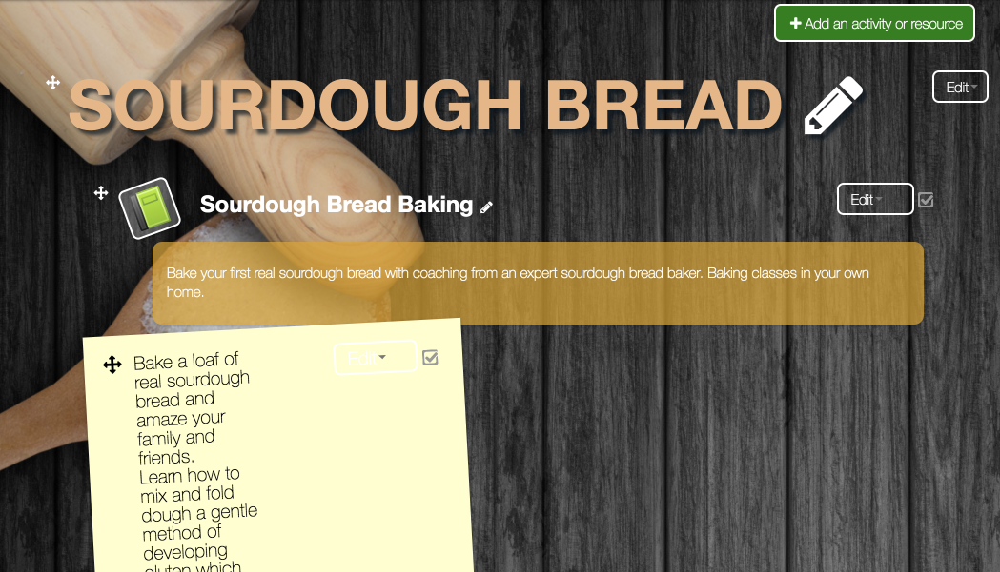 Add an activity or resource
SOURDOUGH BREAD
Edit
Sourdough Bread Baking
Edit
Bake your first real sourdough bread with coaching from an expert sourdough bread baker. Baking classes in your own
home.
Edit
Bake a loaf of
real sourdough
bread and
amaze your
family and
friends.
Learn how to
mix and fold
dough a gentle
method of
developing
gluten which